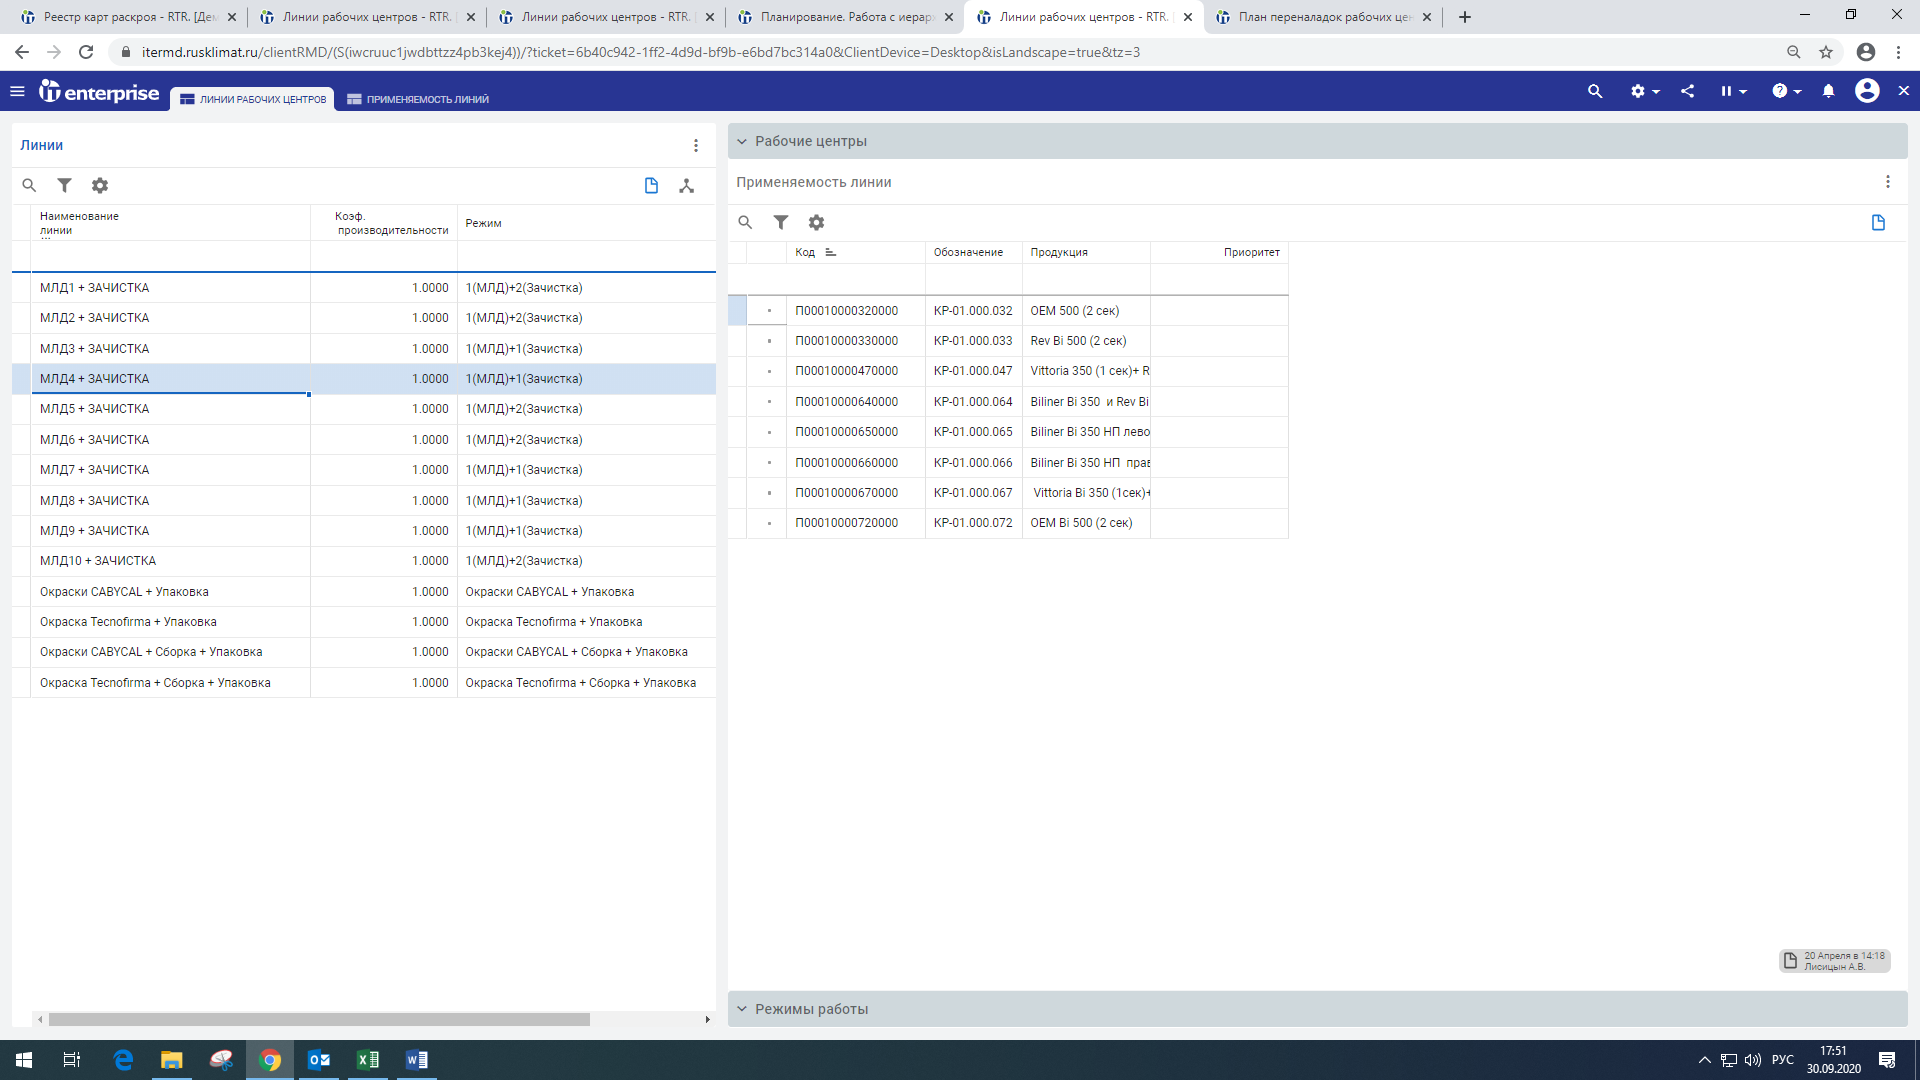 Реестр карт раскроя - RTR. [Дем
Линии рабочих центров - RTR. [
Линии рабочих центров - RTR. [
Планирование. Работа с иерарх
Линии рабочих центров - RTR. [
План переналадок рабочих цен
itermd.rusklimat.ru/clientRMD/(S(iwcruuc1jwdbttzz4pb3kej4))/?ticket=6b40c942-1ff2-4d9d-bf9b-e6bd7bc314a0&ClientDevice=Desktop&isLandscape=true&tz=3
it enterprise
ЛИНИИ РАБОЧИХ ЦЕНТРОВ
ПРИМЕНЯЕМОСТЬ ЛИНИЙ
Линии
Наименование линии ...
Коэф. производительности
Режим
МЛД1 + ЗАЧИСТКА 1.0000 1(МЛД)+2(Зачистка)
МЛД2 + ЗАЧИСТКА 1.0000 1(МЛД)+2(Зачистка)
МЛД3 + ЗАЧИСТКА 1.0000 1(МЛД)+1(Зачистка)
МЛД4 + ЗАЧИСТКА 1.0000 1(МЛД)+1(Зачистка)
МЛД5 + ЗАЧИСТКА 1.0000 1(МЛД)+2(Зачистка)
МЛД6 + ЗАЧИСТКА 1.0000 1(МЛД)+2(Зачистка)
МЛД7 + ЗАЧИСТКА 1.0000 1(МЛД)+1(Зачистка)
МЛД8 + ЗАЧИСТКА 1.0000 1(МЛД)+1(Зачистка)
МЛД9 + ЗАЧИСТКА 1.0000 1(МЛД)+1(Зачистка)
МЛД10 + ЗАЧИСТКА 1.0000 1(МЛД)+2(Зачистка)
Окраски CABYCAL + Упаковка 1.0000 Окраски CABYCAL + Упаковка
Окраска Tecnofirma + Упаковка 1.0000 Окраска Tecnofirma + Упаковка
Окраски CABYCAL + Сборка + Упаковка 1.0000 Окраски CABYCAL + Сборка + Упаковка
Окраска Tecnofirma + Сборка + Упаковка 1.0000 Окраска Tecnofirma + Сборка + Упаковка
Рабочие центры
Применяемость линии
Код Обозначение Продукция Приоритет
П00010000320000 КР-01.000.032 OEM 500 (2 сек)
П00010000330000 КР-01.000.033 Rev Bi 500 (2 сек)
П00010000470000 КР-01.000.047 Vittoria 350 (1 сек)+ R
П00010000640000 КР-01.000.064 Biliner Bi 350 и Rev Bi
П00010000650000 КР-01.000.065 Biliner Bi 350 НП лево
П00010000660000 КР-01.000.066 Biliner Bi 350 НП прав
П00010000670000 КР-01.000.067 Vittoria Bi 350 (1сек)+
П00010000720000 КР-01.000.072 OEM Bi 500 (2 сек)
20 Апреля в 14:18
Лисицын А.В.
Режимы работы
РУС
17:51
30.09.2020